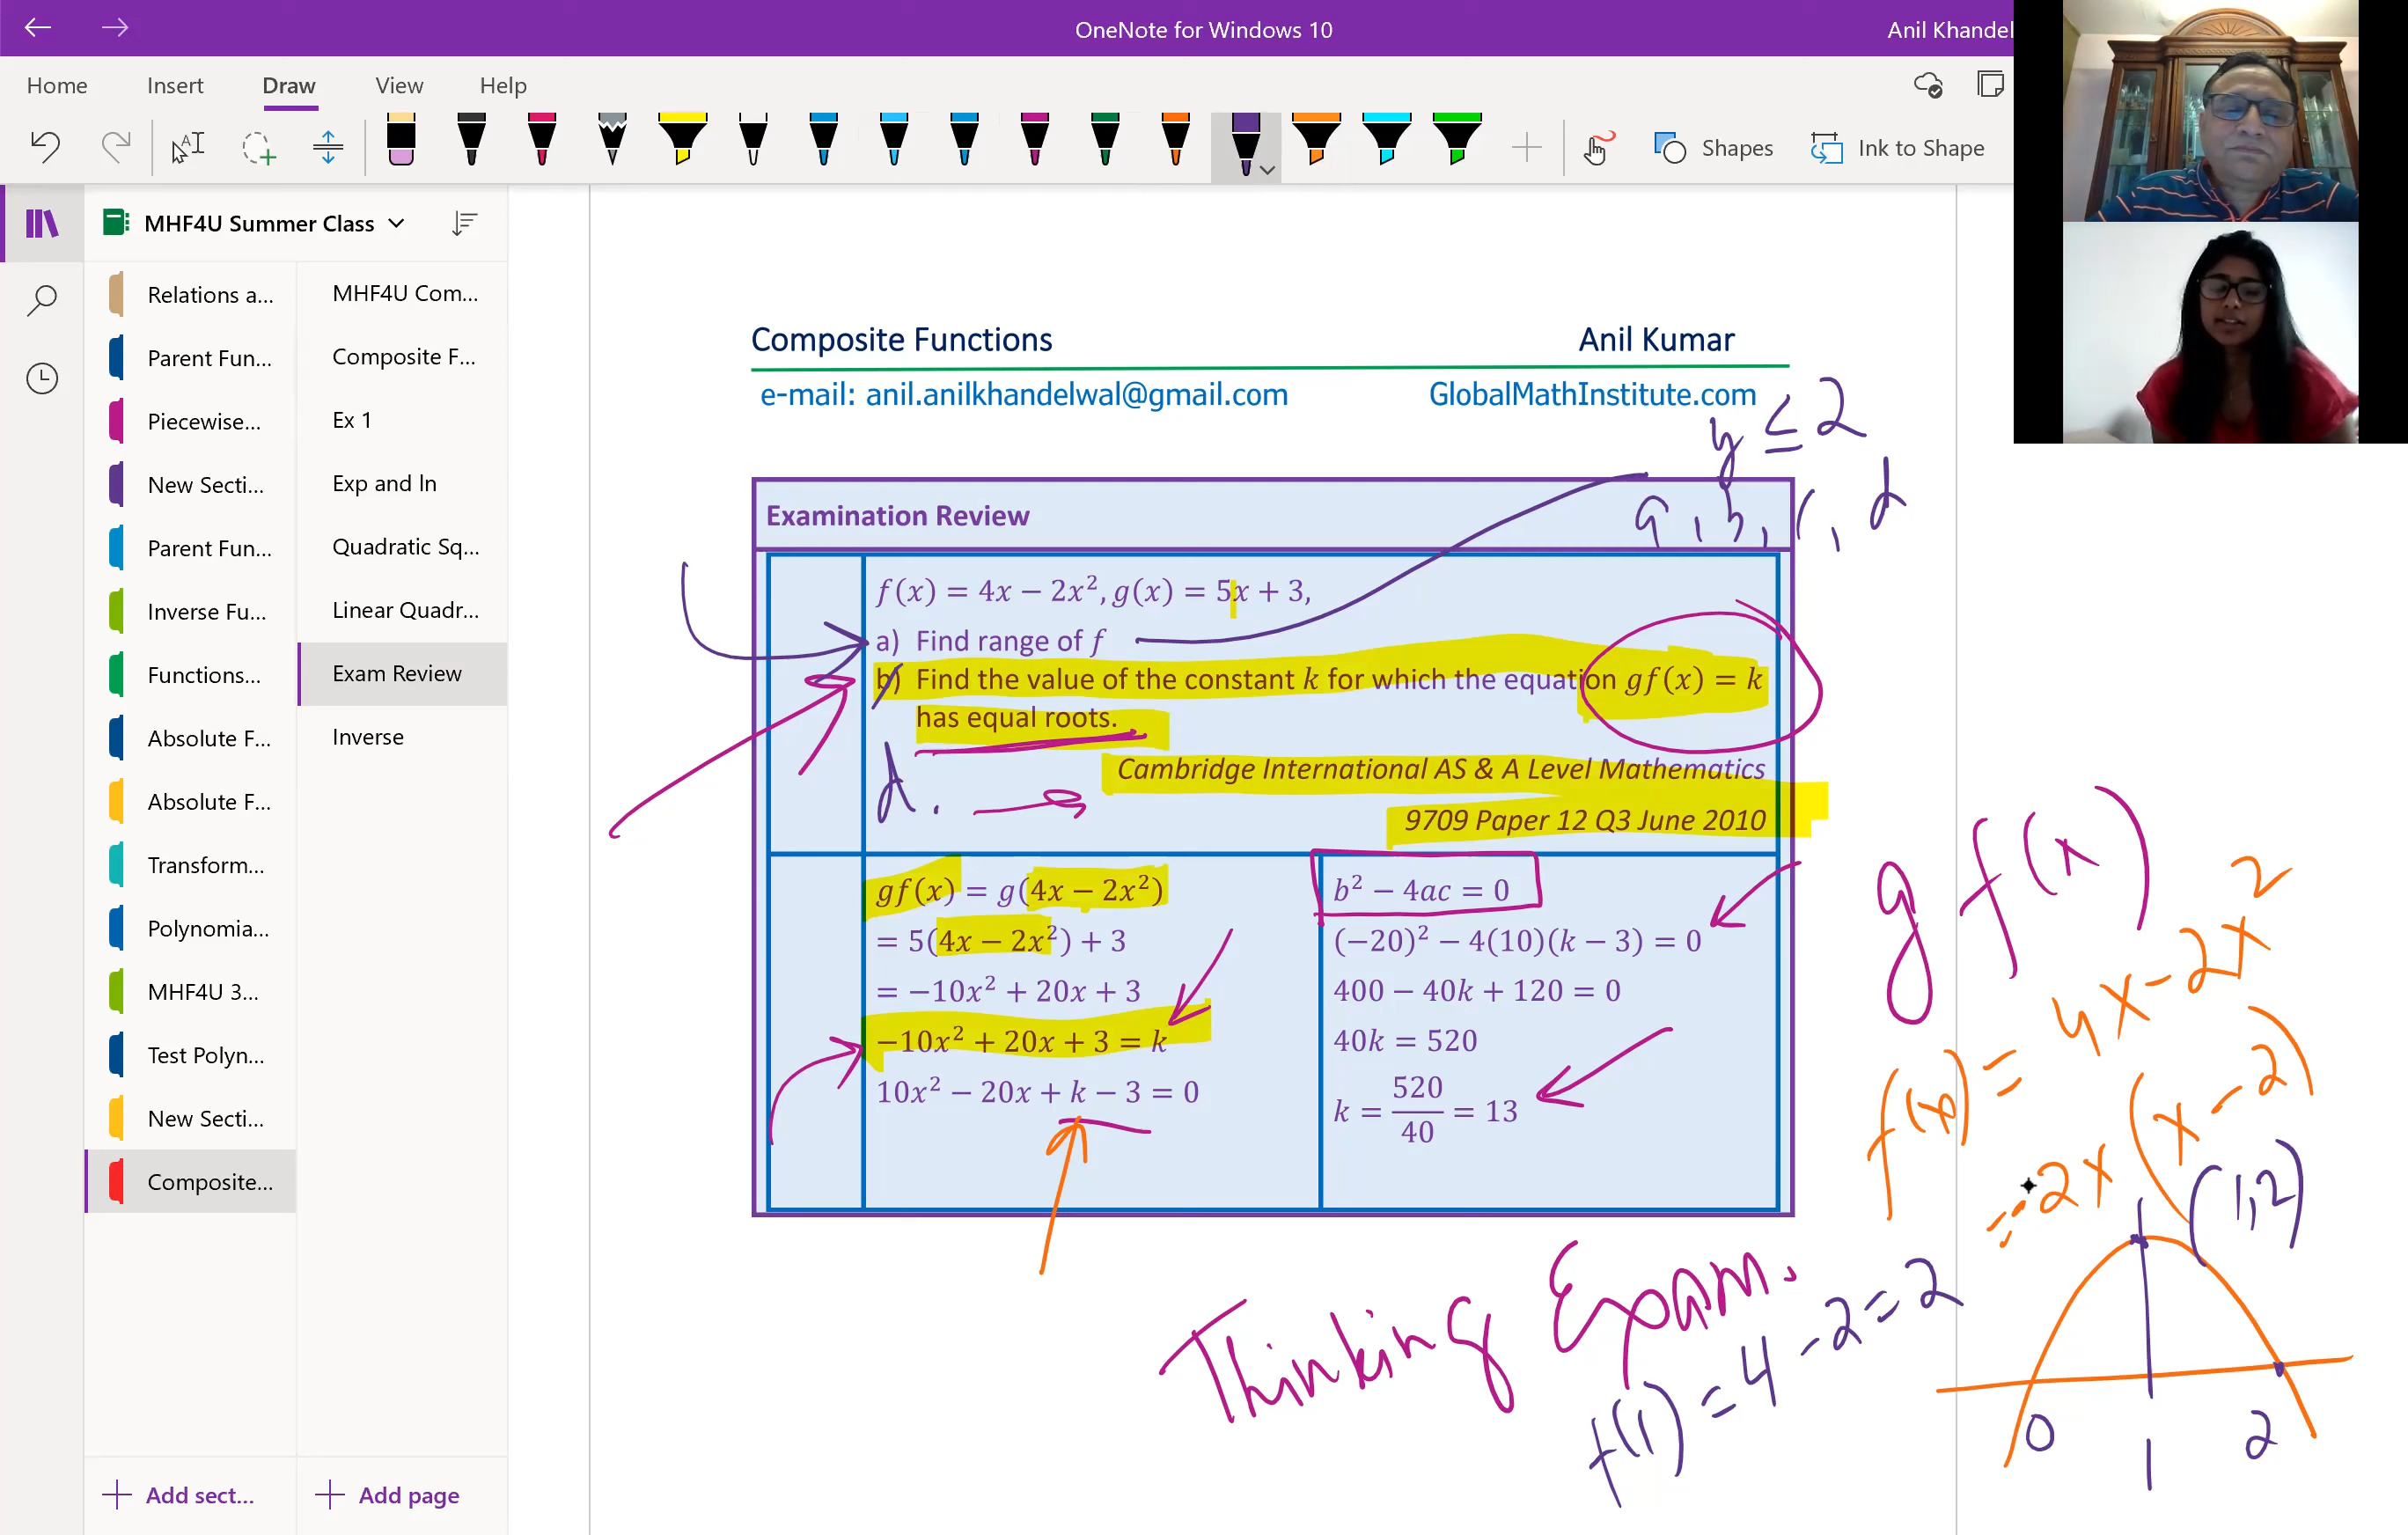 OneNote for Windows 10
Anil Khandel
Home Insert Draw View Help
Shapes Ink to Shape
MHF4U Summer Class
Relations a...
Parent Fun...
Piecewise...
New Secti...
Parent Fun...
Inverse Fu...
Functions...
Absolute F...
Absolute F...
Transform...
Polynomia...
MHF4U 3...
Test Polyn...
New Secti...
Composite...
Add sect...
MHF4U Com...
Composite F...
Ex 1
Exp and ln
Quadratic Sq...
Linear Quadr...
Exam Review
Inverse
Add page
Composite Functions Anil Kumar
e-mail: anil.anilkhandelwal@gmail.com GlobalMathInstitute.com
y ≤ 2
a, b, c, d
Examination Review
f(x) = 4x − 2x², g(x) = 5x + 3,
a) Find range of f
b) Find the value of the constant k for which the equation gf(x) = k
has equal roots.
d.
Cambridge International AS & A Level Mathematics
9709 Paper 12 Q3 June 2010
gf(x) = g(4x − 2x²)
= 5(4x − 2x²) + 3
= −10x² + 20x + 3
−10x² + 20x + 3 = k
10x² − 20x + k − 3 = 0
b² − 4ac = 0
(−20)² − 4(10)(k − 3) = 0
400 − 40k + 120 = 0
40k = 520
k = 520/40 = 13
g f(x)
f(x) = 4x − 2x²
= −2x(x − 2)
(1,2)
Thinking Exam.
f(1) = 4 − 2 = 2
0 1 2